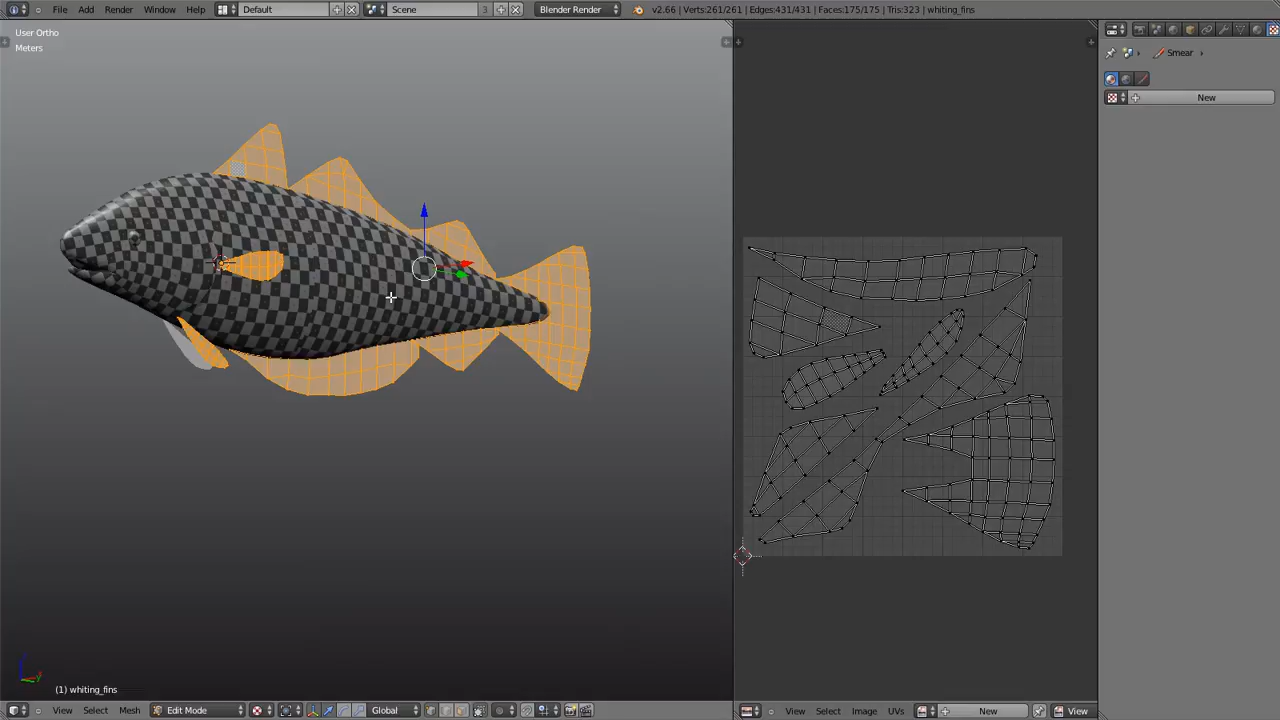 File Add Render Window Help Default Scene 3 Blender Render v2.66 | Verts:261/261 | Edges:431/431 | Faces:175/175 | Tris:323 | whiting_fins
User Ortho
Meters
Smear
New
(1) whiting_fins
View Select Mesh Edit Mode Global View Select Image UVs New View